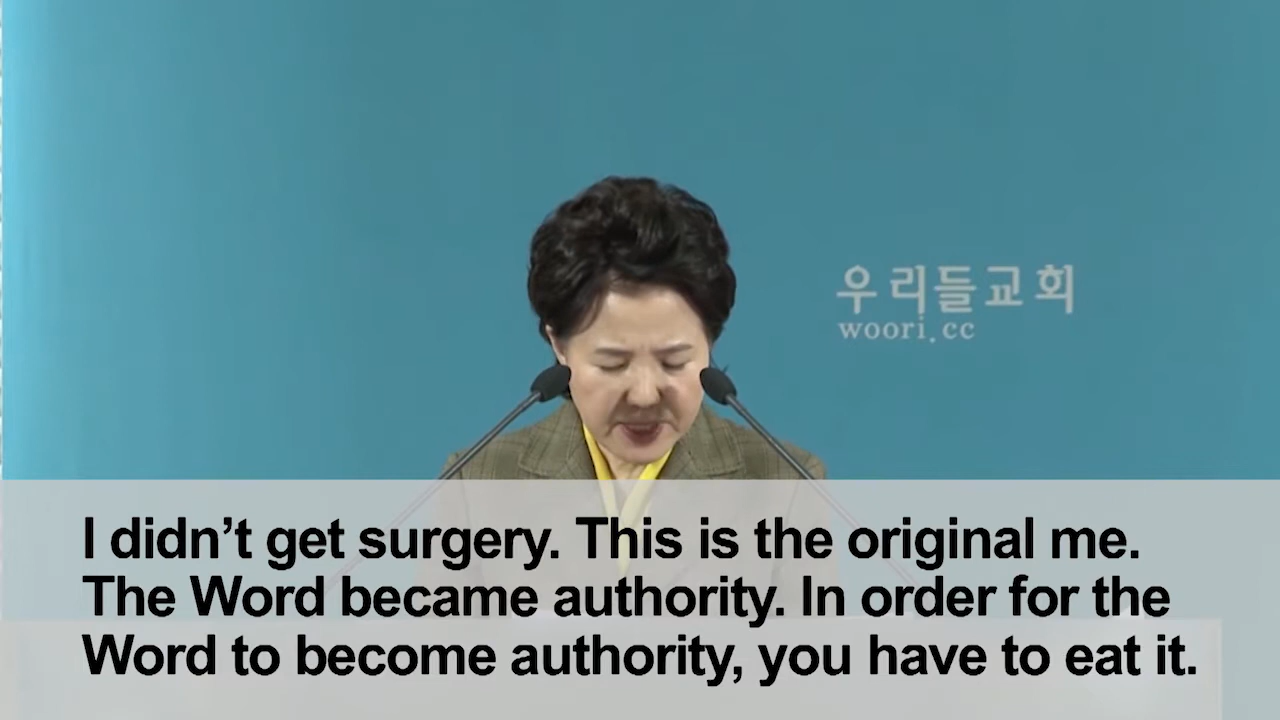 우리들교회
woori.cc
I didn’t get surgery. This is the original me.
The Word became authority. In order for the
Word to become authority, you have to eat it.